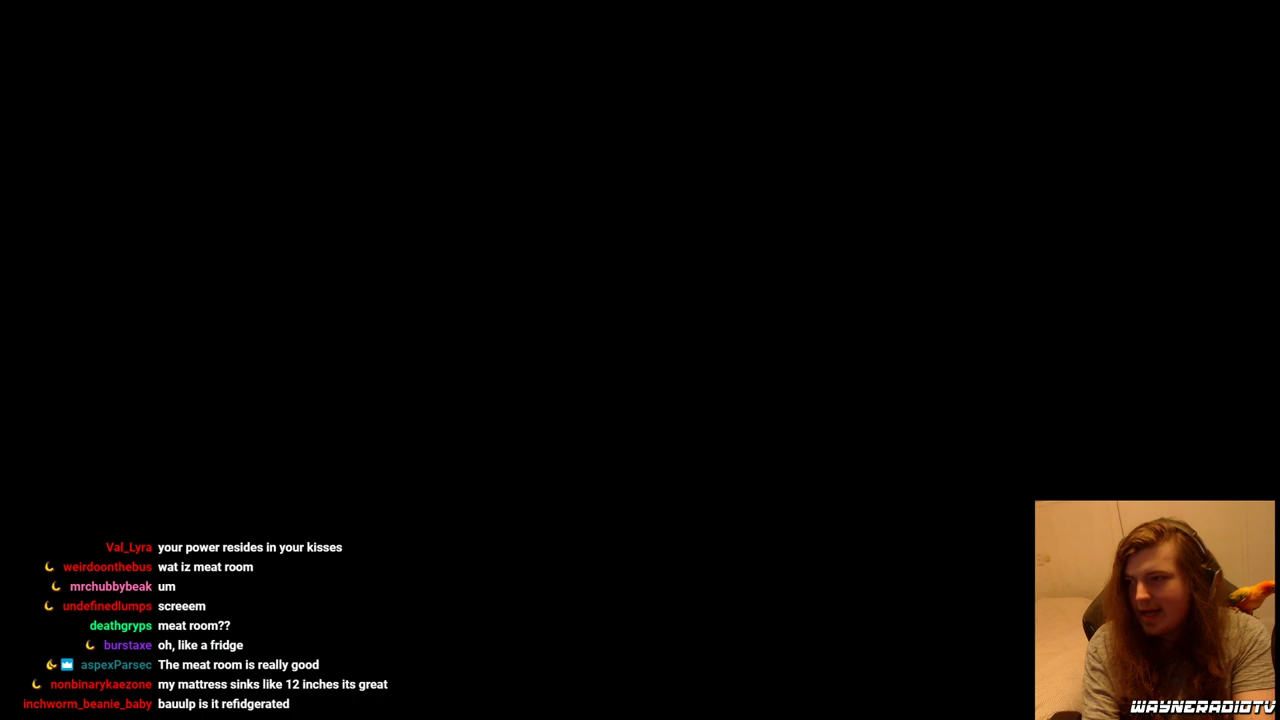 Val_Lyra your power resides in your kisses
weirdoonthebus wat iz meat room
mrchubbybeak um
undefinedlumps screeem
deathgryps meat room??
burstaxe oh, like a fridge
aspexParsec The meat room is really good
nonbinarykaezone my mattress sinks like 12 inches its great
inchworm_beanie_baby bauulp is it refidgerated
WAYNERADIOTV